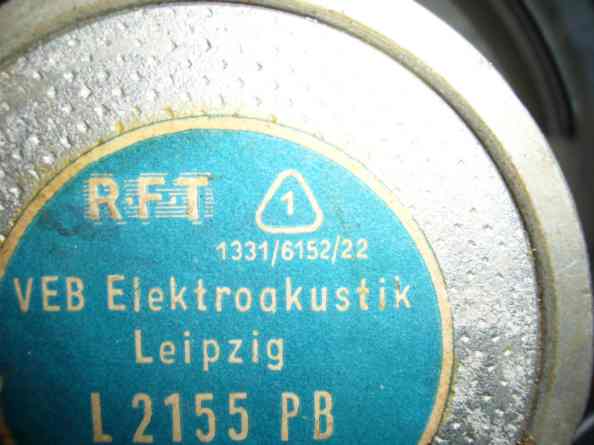 RFT 1
1331/6152/22
VEB Elektroakustik
Leipzig
L 2155 PB